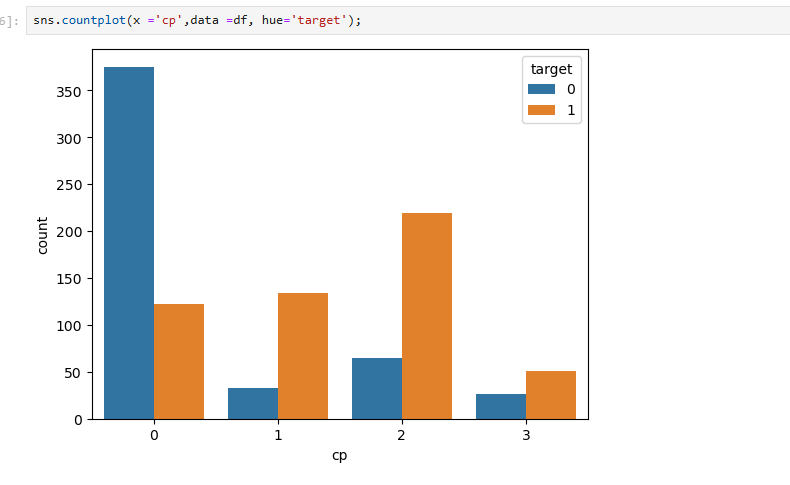 6]:
sns.countplot(x ='cp',data =df, hue='target');
target
0
1
350
300
250
200
150
100
50
0
count
0 1 2 3
cp